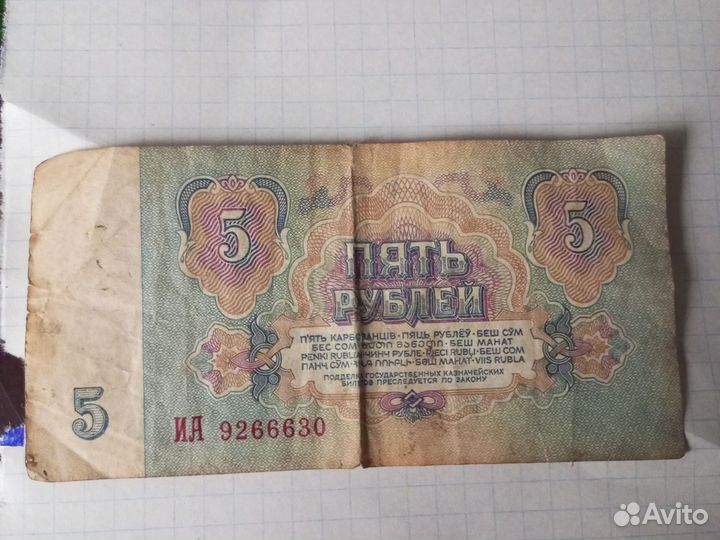 5
5
ПЯТЬ
РУБЛЕЙ
П'ЯТЬ КАРБОВАНЦІВ · ПЯЦЬ РУБЛЁЎ · БЕШ СЎМ
БЕС СОМ · ხუთი მანეთი · БЕШ МАНАТ
PENKI RUBLIAI · ЧИНЧ РУБЛЕ · PIECI RUBĻI · БЕШ СОМ
ПАНҶ СӮМ · ՀԻՆԳ ՌՈՒԲԼԻ · БЕШ МАНАТ · VIIS RUBLA
ПОДДЕЛКА ГОСУДАРСТВЕННЫХ КАЗНАЧЕЙСКИХ
БИЛЕТОВ ПРЕСЛЕДУЕТСЯ ПО ЗАКОНУ
5
ИА 9266630
Avito